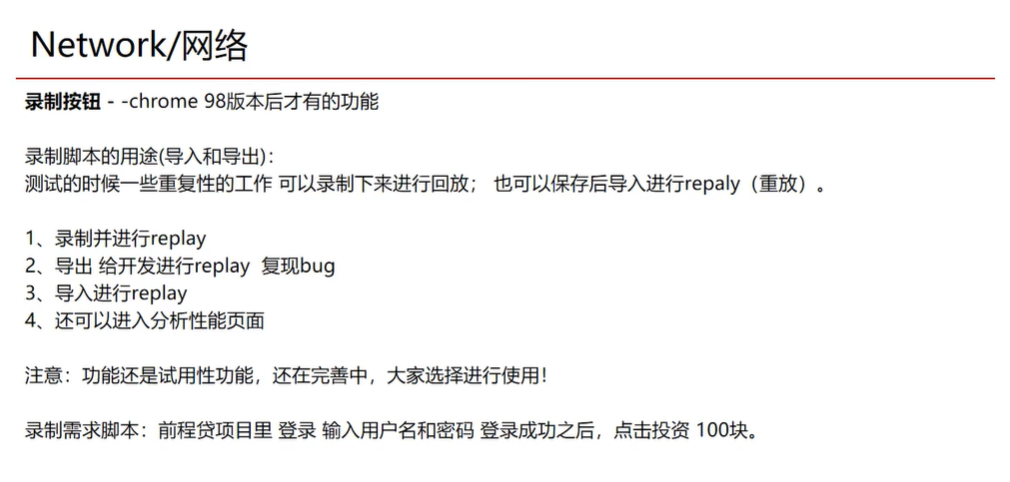 Network/网络
录制按钮 - -chrome 98版本后才有的功能
录制脚本的用途(导入和导出)：
测试的时候一些重复性的工作 可以录制下来进行回放； 也可以保存后导入进行repaly（重放）。
1、录制并进行replay
2、导出 给开发进行replay 复现bug
3、导入进行replay
4、还可以进入分析性能页面
注意：功能还是试用性功能，还在完善中，大家选择进行使用！
录制需求脚本：前程贷项目里 登录 输入用户名和密码 登录成功之后，点击投资 100块。